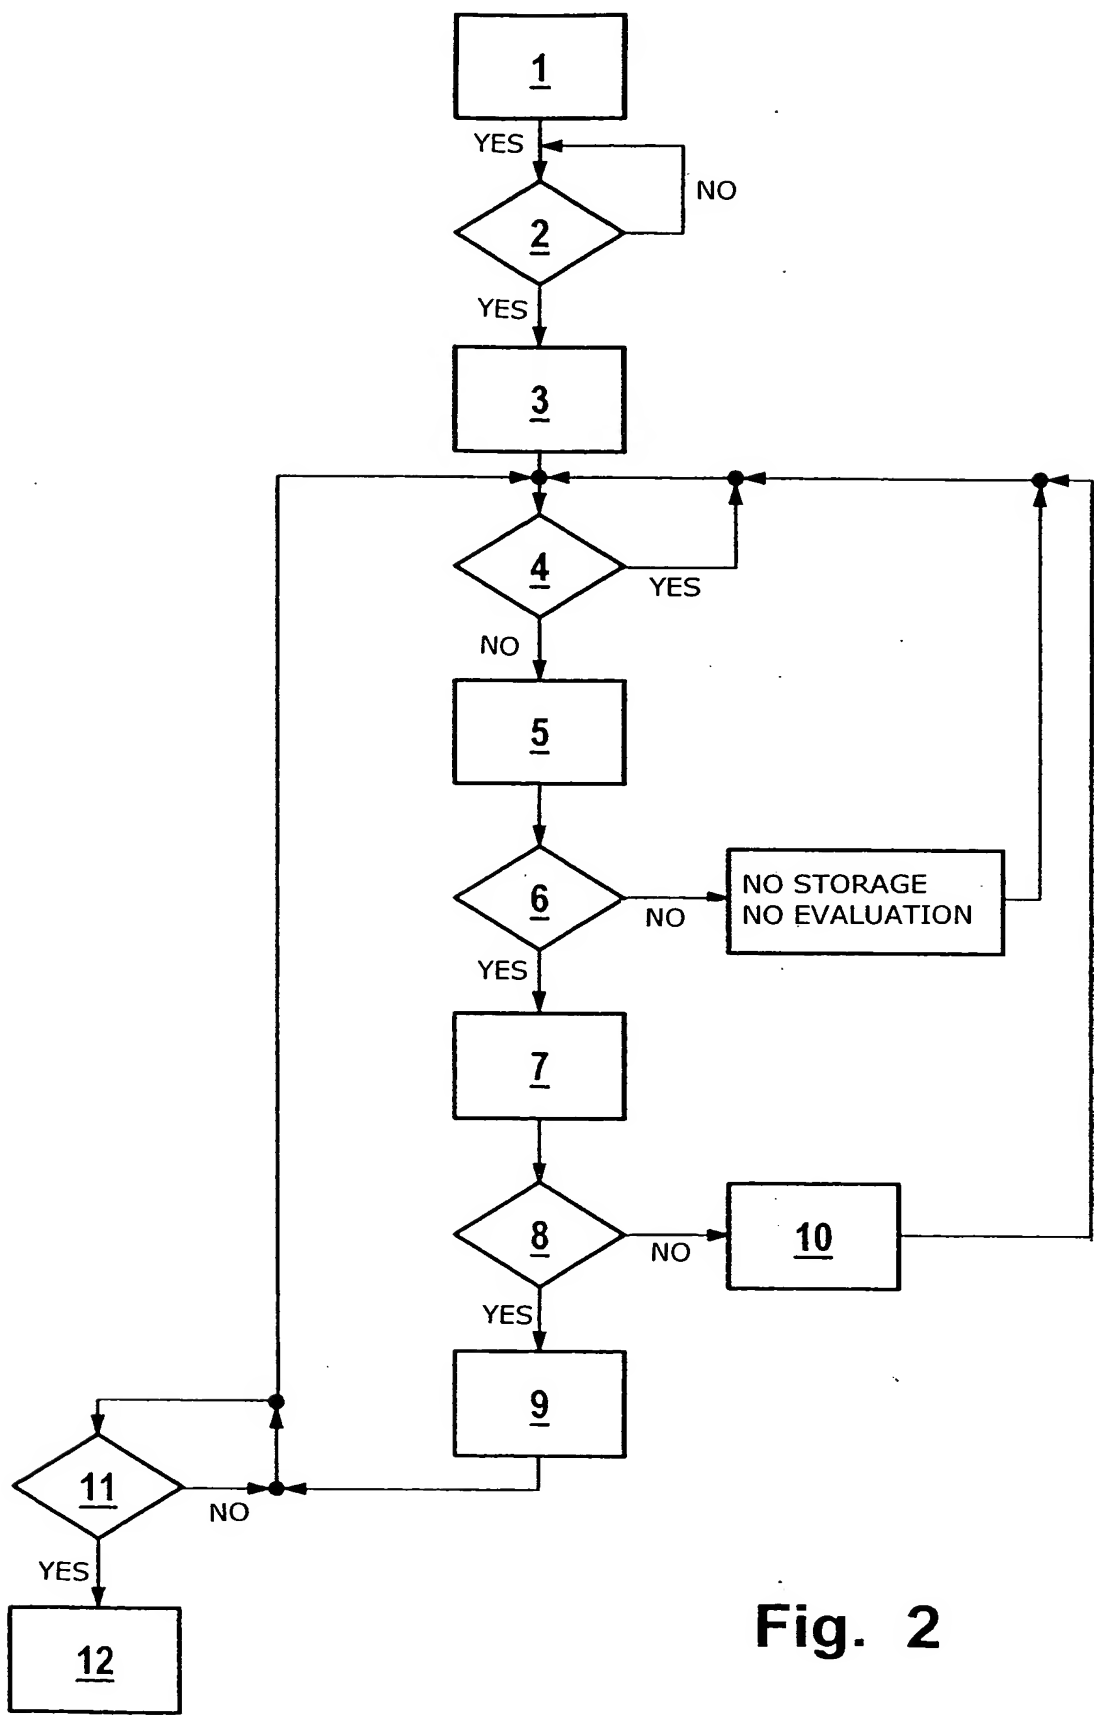 1
YES
NO
2
YES
3
4
YES
NO
5
6
NO
NO STORAGE
NO EVALUATION
YES
7
8
NO
10
YES
9
11
NO
YES
12
Fig. 2